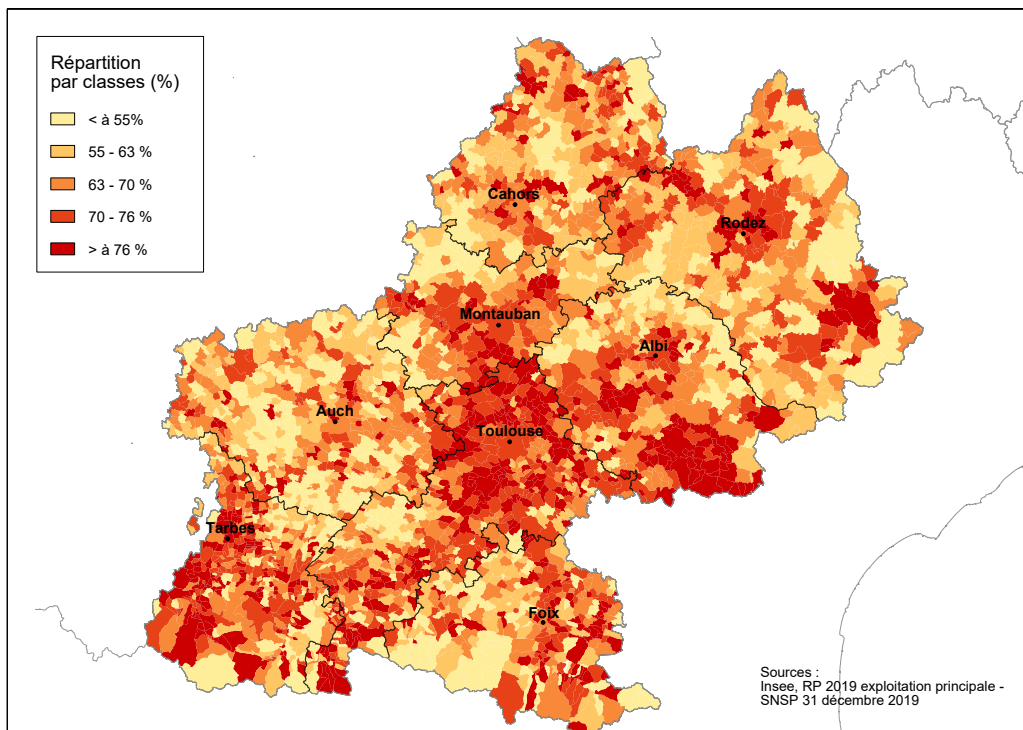 Répartition
par classes (%)
< à 55%
55 - 63 %
63 - 70 %
70 - 76 %
> à 76 %
Cahors
Rodez
Montauban
Albi
Auch
Toulouse
Tarbes
Foix
Sources :
Insee, RP 2019 exploitation principale -
SNSP 31 décembre 2019